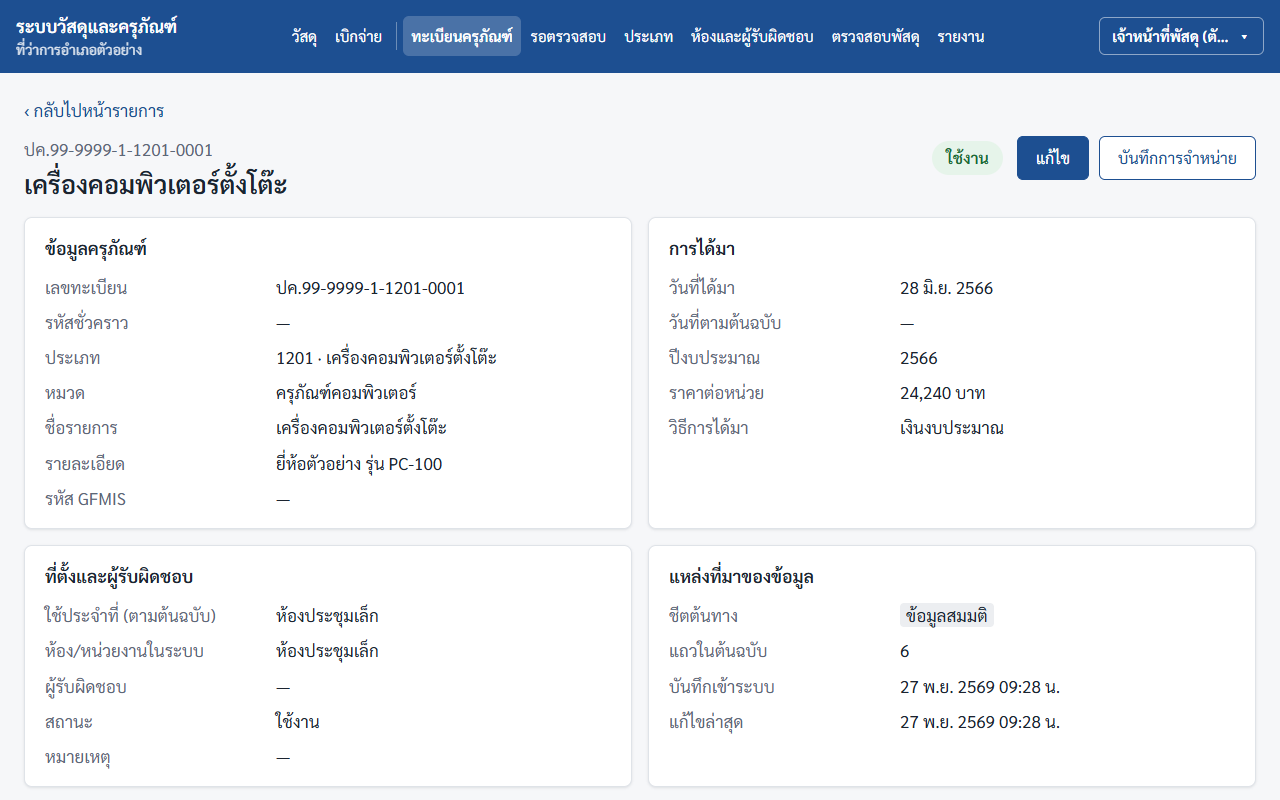 ระบบวัสดุและครุภัณฑ์
ที่ว่าการอำเภอตัวอย่าง
วัสดุ เบิกจ่าย ทะเบียนครุภัณฑ์ รอตรวจสอบ ประเภท ห้องและผู้รับผิดชอบ ตรวจสอบพัสดุ รายงาน
เจ้าหน้าที่พัสดุ (ตั...
‹ กลับไปหน้ารายการ
ปค.99-9999-1-1201-0001
เครื่องคอมพิวเตอร์ตั้งโต๊ะ
ใช้งาน แก้ไข บันทึกการจำหน่าย
ข้อมูลครุภัณฑ์
เลขทะเบียน ปค.99-9999-1-1201-0001
รหัสชั่วคราว —
ประเภท 1201 · เครื่องคอมพิวเตอร์ตั้งโต๊ะ
หมวด ครุภัณฑ์คอมพิวเตอร์
ชื่อรายการ เครื่องคอมพิวเตอร์ตั้งโต๊ะ
รายละเอียด ยี่ห้อตัวอย่าง รุ่น PC-100
รหัส GFMIS —
การได้มา
วันที่ได้มา 28 มิ.ย. 2566
วันที่ตามต้นฉบับ —
ปีงบประมาณ 2566
ราคาต่อหน่วย 24,240 บาท
วิธีการได้มา เงินงบประมาณ
ที่ตั้งและผู้รับผิดชอบ
ใช้ประจำที่ (ตามต้นฉบับ) ห้องประชุมเล็ก
ห้อง/หน่วยงานในระบบ ห้องประชุมเล็ก
ผู้รับผิดชอบ —
สถานะ ใช้งาน
หมายเหตุ —
แหล่งที่มาของข้อมูล
ชีตต้นทาง ข้อมูลสมมติ
แถวในต้นฉบับ 6
บันทึกเข้าระบบ 27 พ.ย. 2569 09:28 น.
แก้ไขล่าสุด 27 พ.ย. 2569 09:28 น.